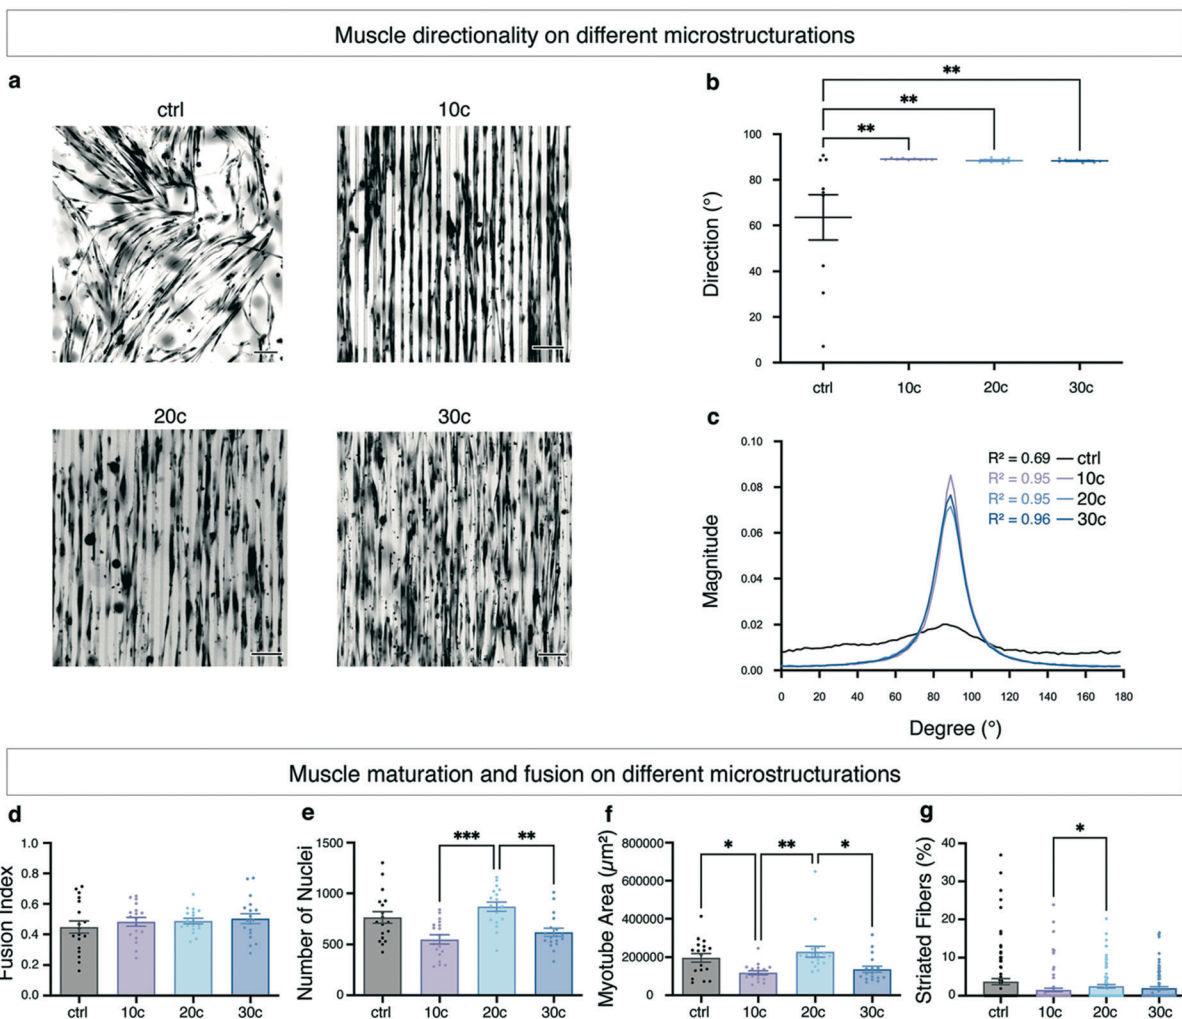 Muscle directionality on different microstructurations
a
ctrl
10c
20c
30c
b
**
**
**
Direction (°)
100
80
60
40
20
0
ctrl
10c
20c
30c
c
Magnitude
0.10
0.08
0.06
0.04
0.02
0.00
R² = 0.69 ctrl
R² = 0.95 10c
R² = 0.95 20c
R² = 0.96 30c
0 20 40 60 80 100 120 140 160 180
Degree (°)
Muscle maturation and fusion on different microstructurations
d
Fusion Index
1.0
0.8
0.6
0.4
0.2
0.0
ctrl 10c 20c 30c
e
Number of Nuclei
1500
1000
500
0
*** **
ctrl 10c 20c 30c
f
Myotube Area (µm²)
800000
600000
400000
200000
0
* ** *
ctrl 10c 20c 30c
g
Striated Fibers (%)
40
30
20
10
0
*
ctrl 10c 20c 30c